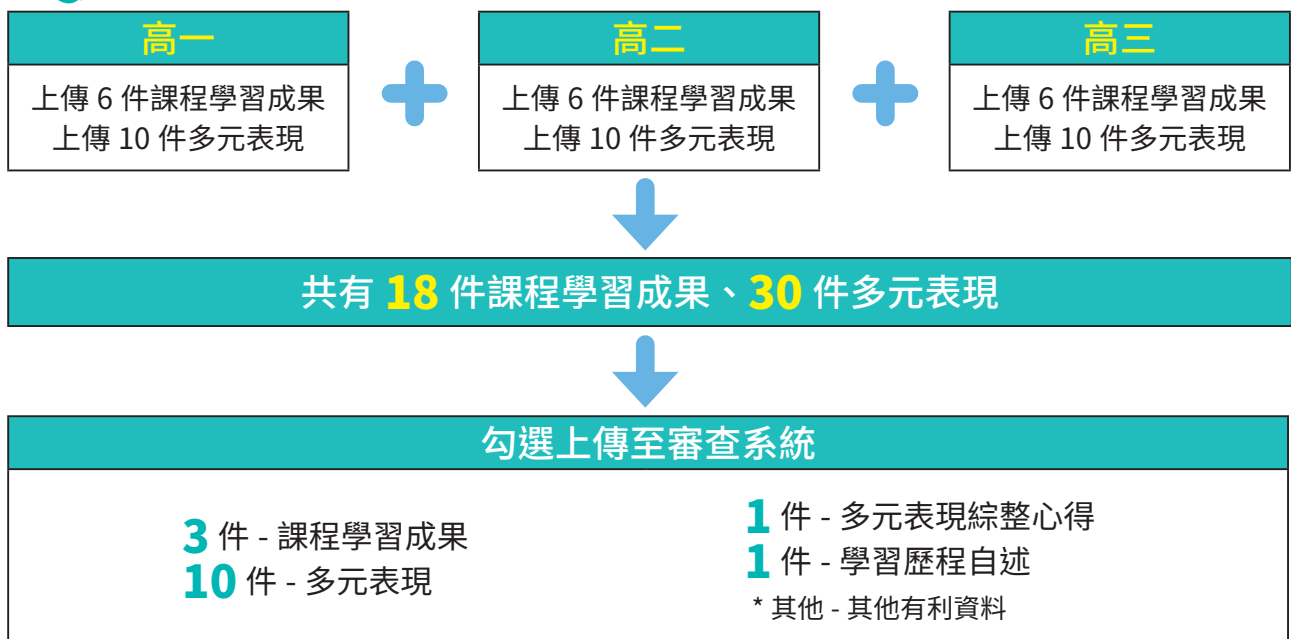 高一
上傳 6 件課程學習成果
上傳 10 件多元表現
高二
上傳 6 件課程學習成果
上傳 10 件多元表現
高三
上傳 6 件課程學習成果
上傳 10 件多元表現
共有 18 件課程學習成果、30 件多元表現
勾選上傳至審查系統
3 件 - 課程學習成果
10 件 - 多元表現
1 件 - 多元表現綜整心得
1 件 - 學習歷程自述
* 其他 - 其他有利資料